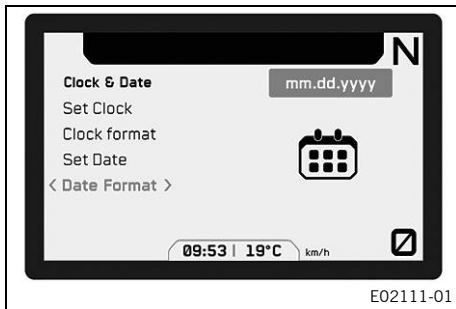 N
Clock & Date
mm.dd.yyyy
Set Clock
Clock format
Set Date
< Date Format >
09:53 | 19°C km/h
0
E02111-01